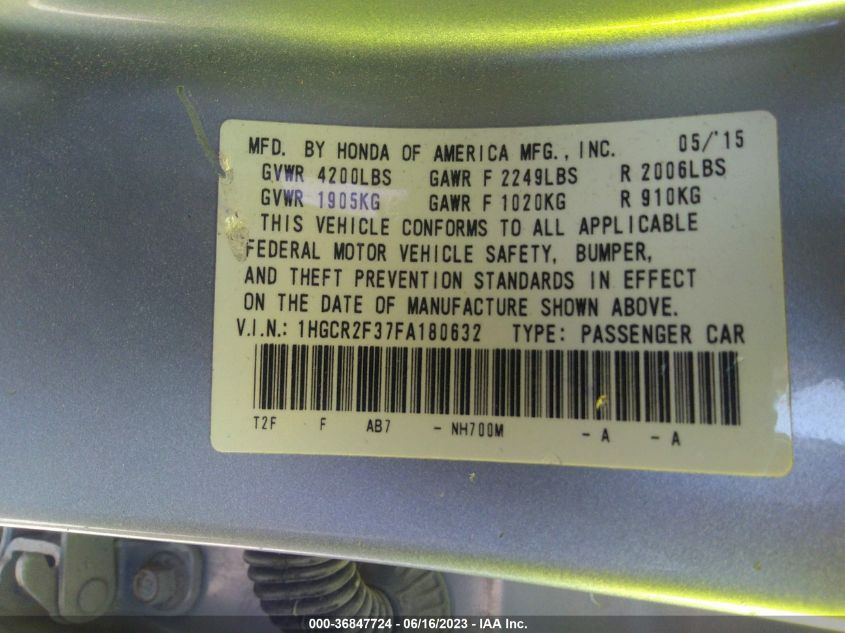 MFD. BY HONDA OF AMERICA MFG., INC. 05/'15
GVWR 4200LBS GAWR F 2249LBS R 2006LBS
GVWR 1905KG GAWR F 1020KG R 910KG
THIS VEHICLE CONFORMS TO ALL APPLICABLE
FEDERAL MOTOR VEHICLE SAFETY, BUMPER,
AND THEFT PREVENTION STANDARDS IN EFFECT
ON THE DATE OF MANUFACTURE SHOWN ABOVE.
V.I.N.: 1HGCR2F37FA180632 TYPE: PASSENGER CAR
T2F F AB7 - NH700M - A - A
000-36847724 - 06/16/2023 - IAA Inc.